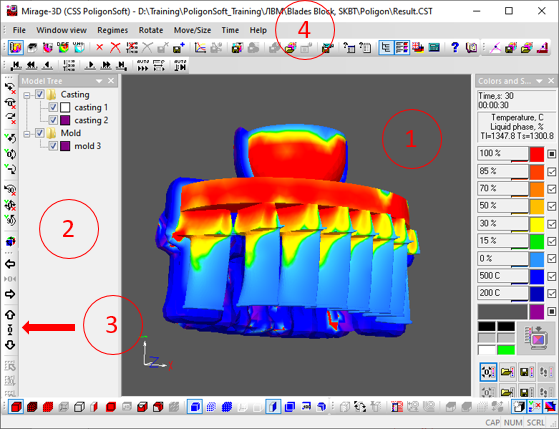 Mirage-3D (CSS PoligonSoft) - D:\Training\PoligonSoft_Training\ЛВМ\Blades Block, SKBT\Poligon\Result.CST
File Window view Regimes Rotate Move/Size Time Help
4
Model Tree
Casting
casting 1
casting 2
Mold
mold 3
1
2
3
Colors and S...
Time,s: 30
00:00:30
Temperature, C
Liquid phase, %
Tl=1347.8 Ts=1300.8
100 %
85 %
70 %
50 %
30 %
15 %
0 %
500 C
200 C
CAP NUM SCRL